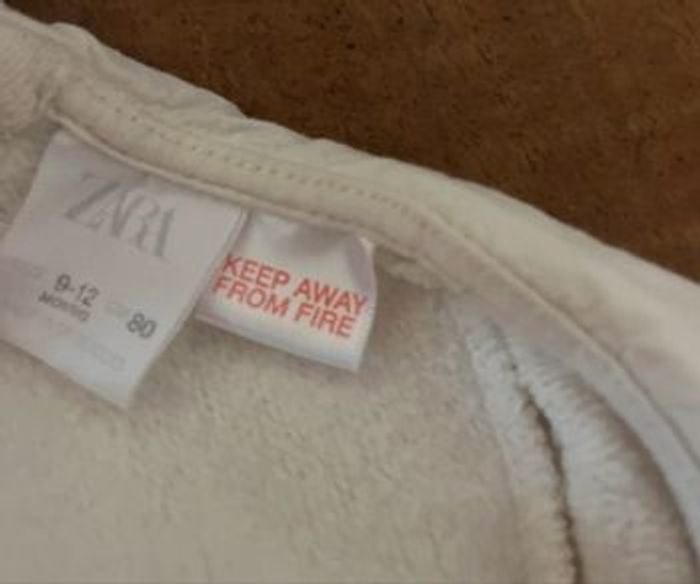 ZARA
9-12
MONTHS
80
KEEP AWAY
FROM FIRE